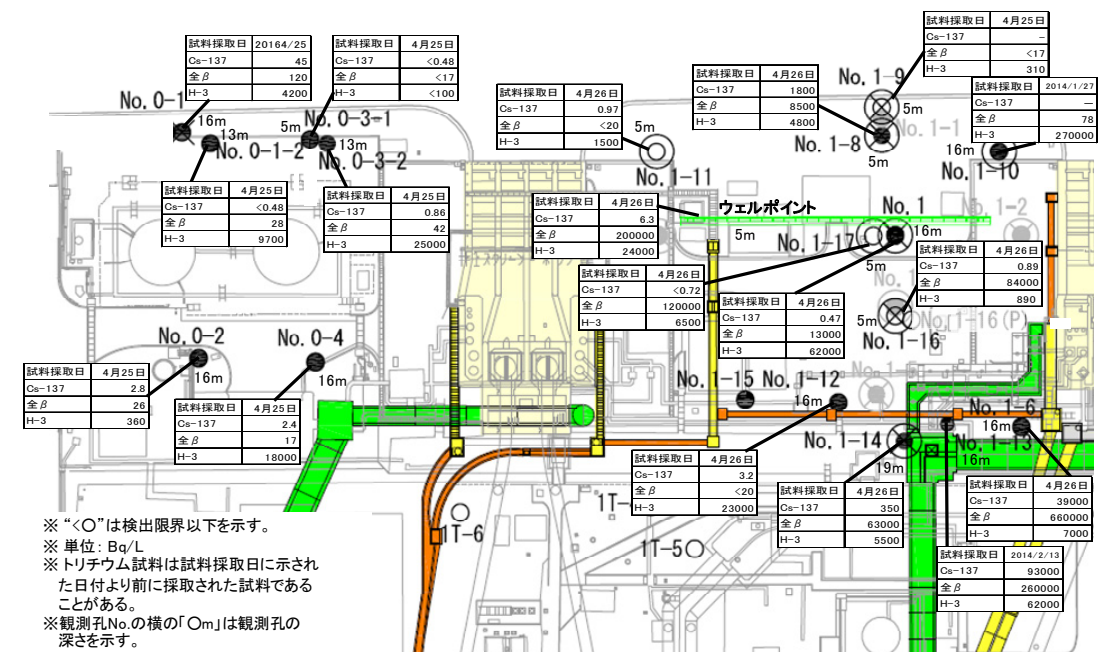 試料採取日 20164/25
Cs-137 45
全β 120
H-3 4200
試料採取日 4月25日
Cs-137 <0.48
全β <17
H-3 <100
試料採取日 4月26日
Cs-137 0.97
全β <20
H-3 1500
試料採取日 4月26日
Cs-137 1800
全β 8500
H-3 4800
試料採取日 4月25日
Cs-137 –
全β <17
H-3 310
試料採取日 2014/1/27
Cs-137 —
全β 78
H-3 270000
No. 0-1
16m
13m
No. 0-1-2
5m
No. 0-3-1
13m
No. 0-3-2
5m
No. 1-11
No. 1-9
5m
No. 1-1
No. 1-8
5m
16m
No. 1-10
試料採取日 4月25日
Cs-137 <0.48
全β 28
H-3 9700
試料採取日 4月25日
Cs-137 0.86
全β 42
H-3 25000
試料採取日 4月26日
Cs-137 6.3
全β 200000
H-3 24000
ウェルポイント
5m
No. 1
16m
No. 1-17
5m
試料採取日 4月26日
Cs-137 <0.72
全β 120000
H-3 6500
試料採取日 4月26日
Cs-137 0.47
全β 13000
H-3 62000
試料採取日 4月26日
Cs-137 0.89
全β 84000
H-3 890
5m
No. 1-16(P)
No. 1-16
No. 0-2
16m
No. 0-4
16m
試料採取日 4月25日
Cs-137 2.8
全β 26
H-3 360
試料採取日 4月25日
Cs-137 2.4
全β 17
H-3 18000
No. 1-15
No. 1-12
16m
No. 1-14
19m
No. 1-6
16m
No. 1-13
16m
試料採取日 4月26日
Cs-137 3.2
全β <20
H-3 23000
試料採取日 4月26日
Cs-137 350
全β 63000
H-3 5500
試料採取日 4月26日
Cs-137 39000
全β 660000
H-3 7000
試料採取日 2014/2/13
Cs-137 93000
全β 260000
H-3 62000
1T-6
1T-5
※ “<○”は検出限界以下を示す。
※ 単位: Bq/L
※ トリチウム試料は試料採取日に示され
た日付より前に採取された試料である
ことがある。
※観測孔No.の横の「○m」は観測孔の
深さを示す。